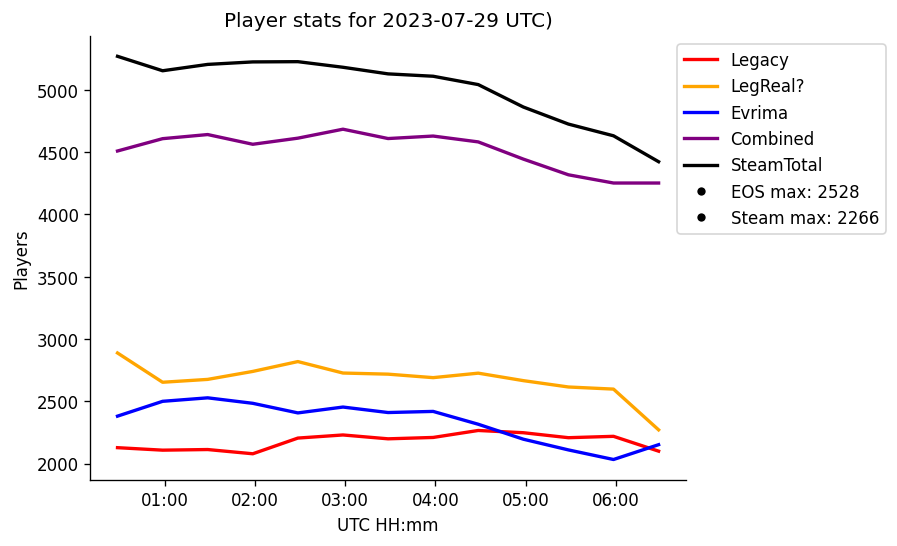 Player stats for 2023-07-29 UTC)
Legacy
LegReal?
Evrima
Combined
SteamTotal
EOS max: 2528
Steam max: 2266
Players
5000
4500
4000
3500
3000
2500
2000
01:00 02:00 03:00 04:00 05:00 06:00
UTC HH:mm